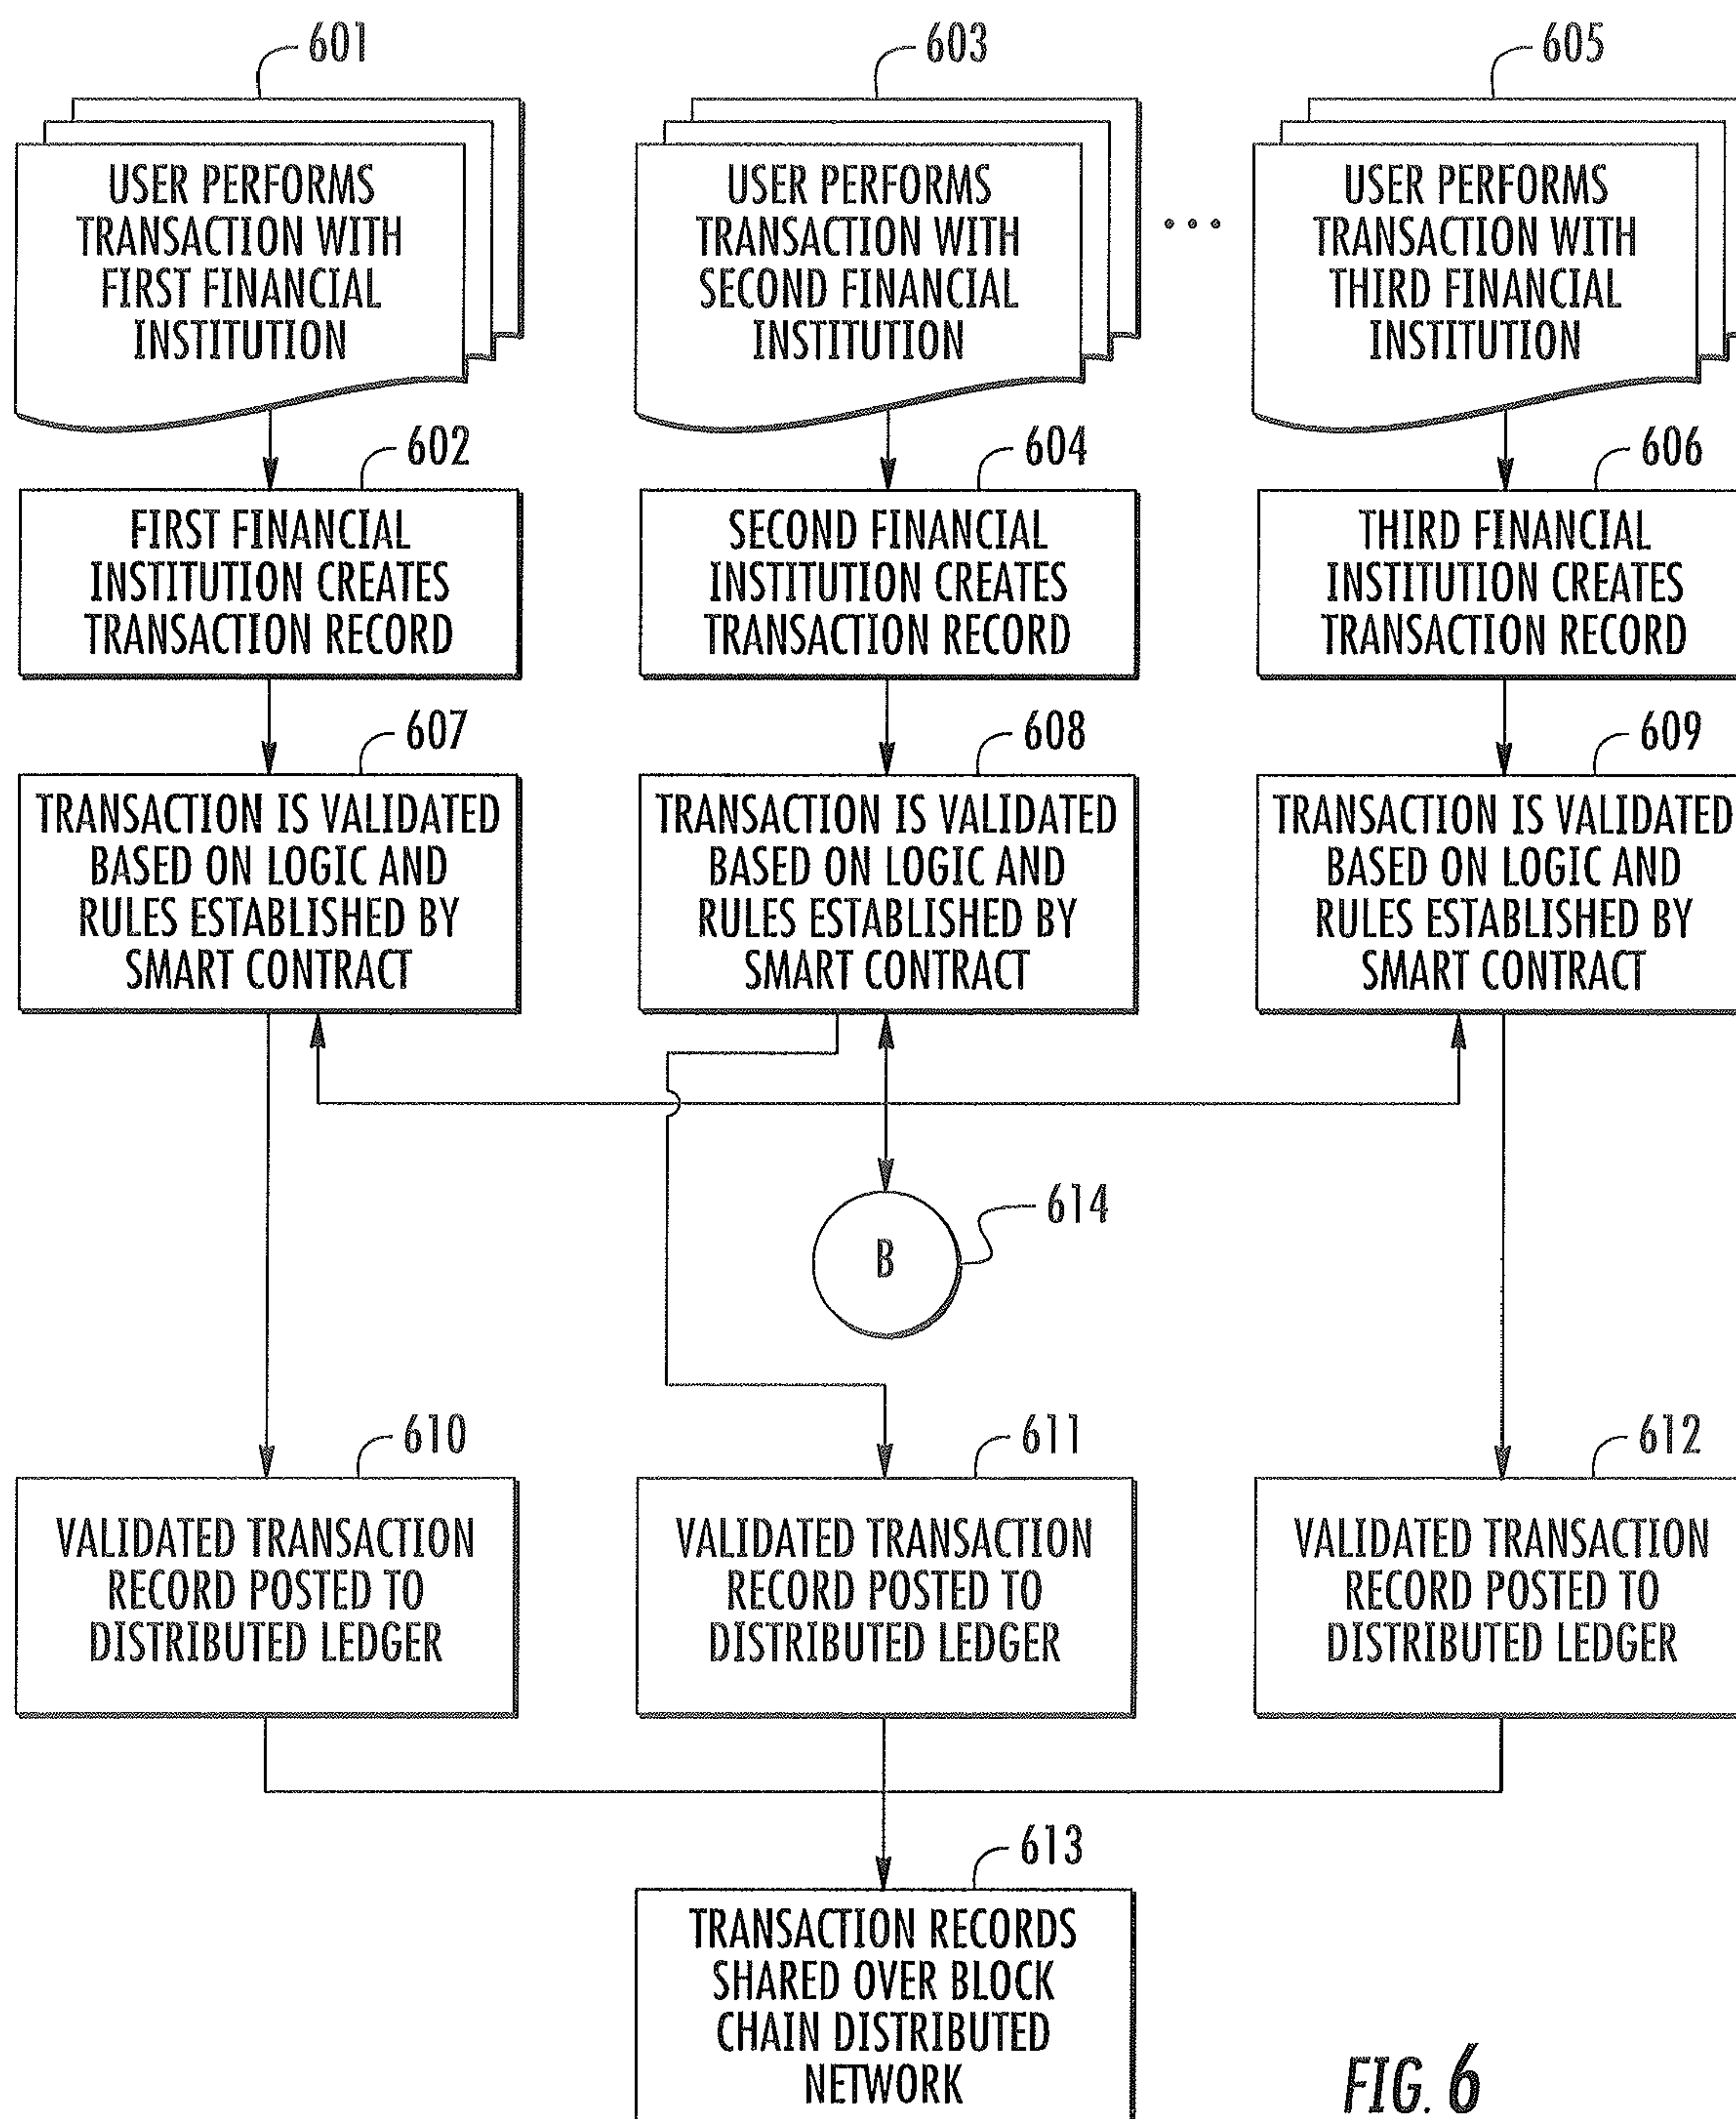 601
603
605
USER PERFORMS
TRANSACTION WITH
FIRST FINANCIAL
INSTITUTION
USER PERFORMS
TRANSACTION WITH
SECOND FINANCIAL
INSTITUTION
...
USER PERFORMS
TRANSACTION WITH
THIRD FINANCIAL
INSTITUTION
602
604
606
FIRST FINANCIAL
INSTITUTION CREATES
TRANSACTION RECORD
SECOND FINANCIAL
INSTITUTION CREATES
TRANSACTION RECORD
THIRD FINANCIAL
INSTITUTION CREATES
TRANSACTION RECORD
607
608
609
TRANSACTION IS VALIDATED
BASED ON LOGIC AND
RULES ESTABLISHED BY
SMART CONTRACT
TRANSACTION IS VALIDATED
BASED ON LOGIC AND
RULES ESTABLISHED BY
SMART CONTRACT
TRANSACTION IS VALIDATED
BASED ON LOGIC AND
RULES ESTABLISHED BY
SMART CONTRACT
614
B
610
611
612
VALIDATED TRANSACTION
RECORD POSTED TO
DISTRIBUTED LEDGER
VALIDATED TRANSACTION
RECORD POSTED TO
DISTRIBUTED LEDGER
VALIDATED TRANSACTION
RECORD POSTED TO
DISTRIBUTED LEDGER
613
TRANSACTION RECORDS
SHARED OVER BLOCK
CHAIN DISTRIBUTED
NETWORK
FIG. 6